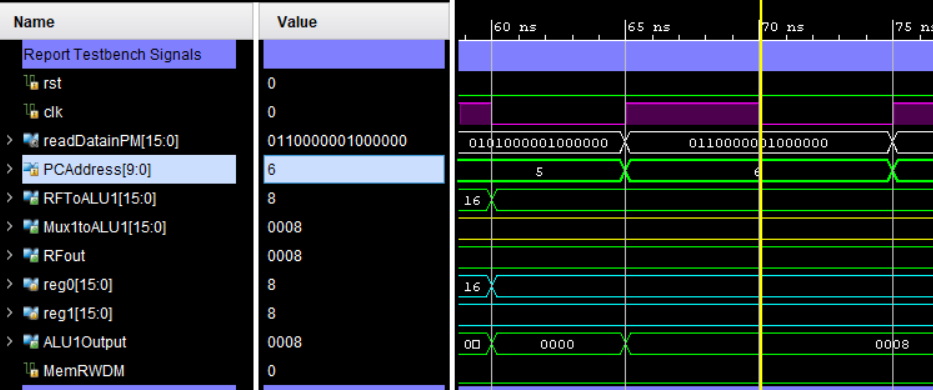 Name Value
60 ns 65 ns 70 ns 75 n
Report Testbench Signals
rst 0
clk 0
readDatainPM[15:0] 0110000001000000 0101000001000000 0110000001000000
PCAddress[9:0] 6 5 6
RFToALU1[15:0] 8 16
Mux1toALU1[15:0] 0008
RFout 0008
reg0[15:0] 8 16
reg1[15:0] 8
ALU1Output 0008 00 0000 0008
MemRWDM 0